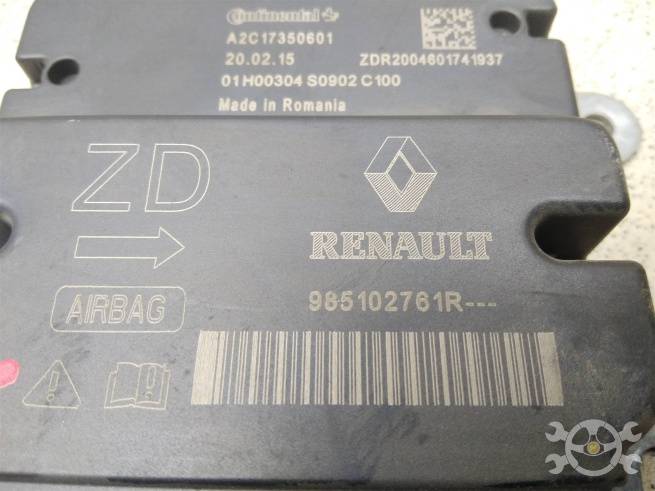 Continental
A2C17350601
20.02.15 ZDR2004601741937
01H00304 S0902 C100
Made in Romania
ZD
RENAULT
AIRBAG 985102761R---